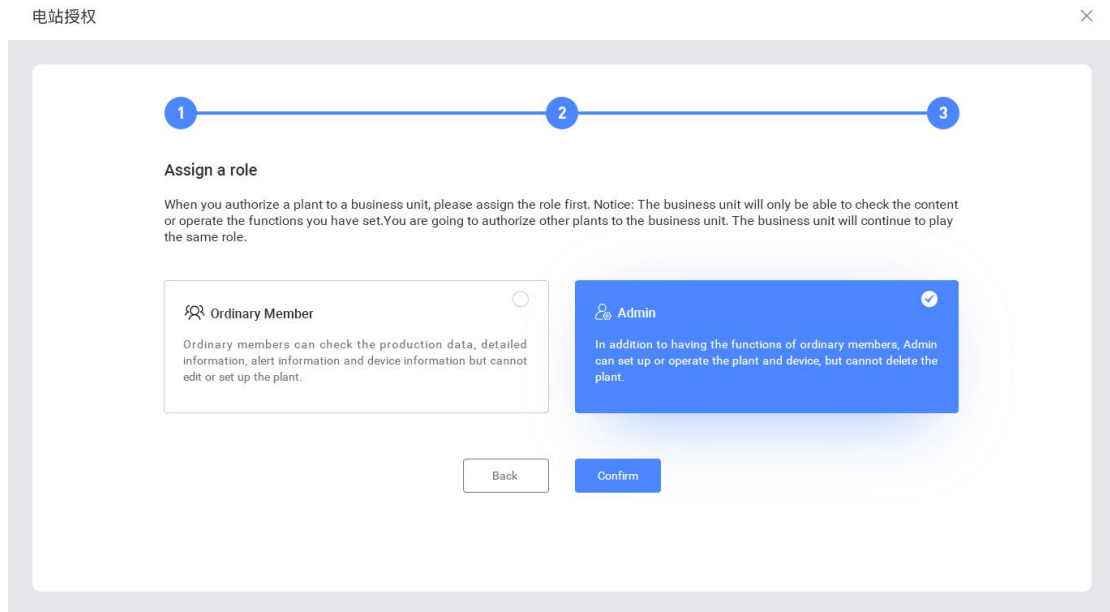 电站授权
1
2
3
Assign a role
When you authorize a plant to a business unit, please assign the role first. Notice: The business unit will only be able to check the content
or operate the functions you have set.You are going to authorize other plants to the business unit. The business unit will continue to play
the same role.
Ordinary Member
Ordinary members can check the production data, detailed
information, alert information and device information but cannot
edit or set up the plant.
Admin
In addition to having the functions of ordinary members, Admin
can set up or operate the plant and device, but cannot delete the
plant.
Back
Confirm